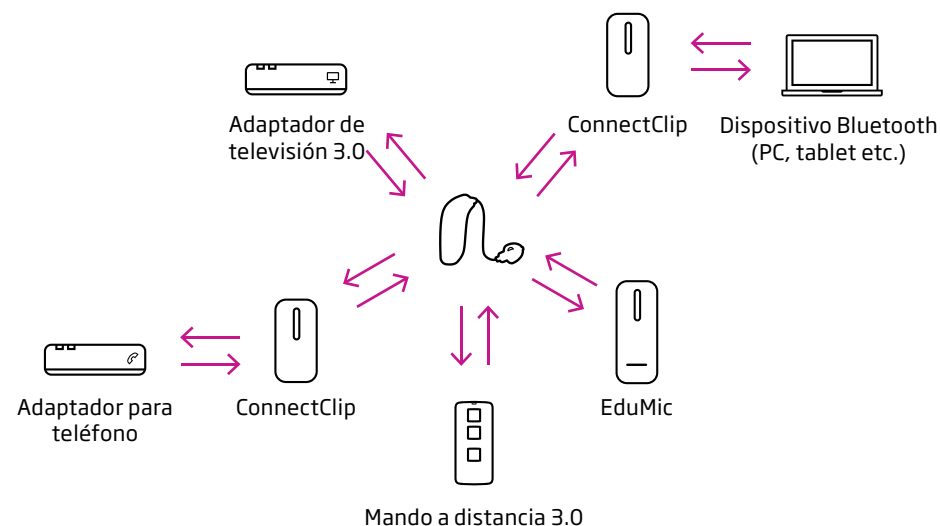 Adaptador de
televisión 3.0
ConnectClip
Dispositivo Bluetooth
(PC, tablet etc.)
Adaptador para
teléfono
ConnectClip
EduMic
Mando a distancia 3.0